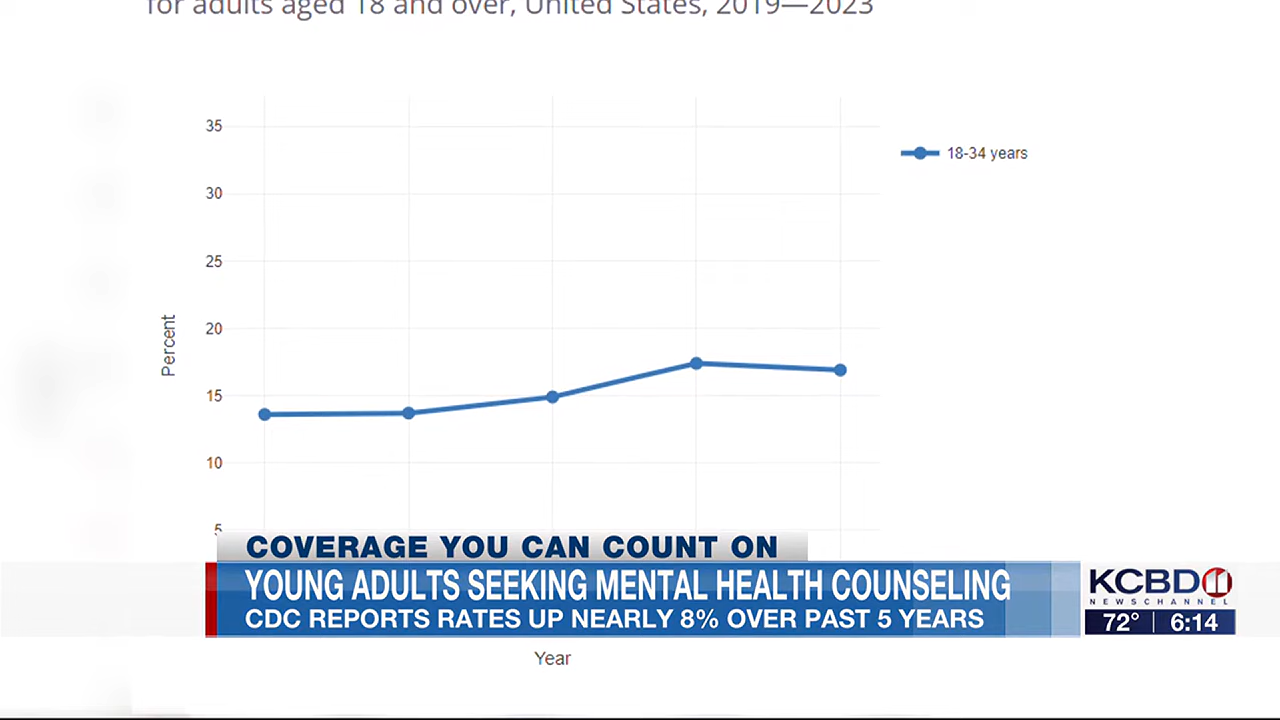 for adults aged 18 and over, United States, 2019—2023
35
30
25
20
15
10
5
Percent
18-34 years
COVERAGE YOU CAN COUNT ON
YOUNG ADULTS SEEKING MENTAL HEALTH COUNSELING
CDC REPORTS RATES UP NEARLY 8% OVER PAST 5 YEARS
KCBD 11
NEWSCHANNEL
72° | 6:14
Year